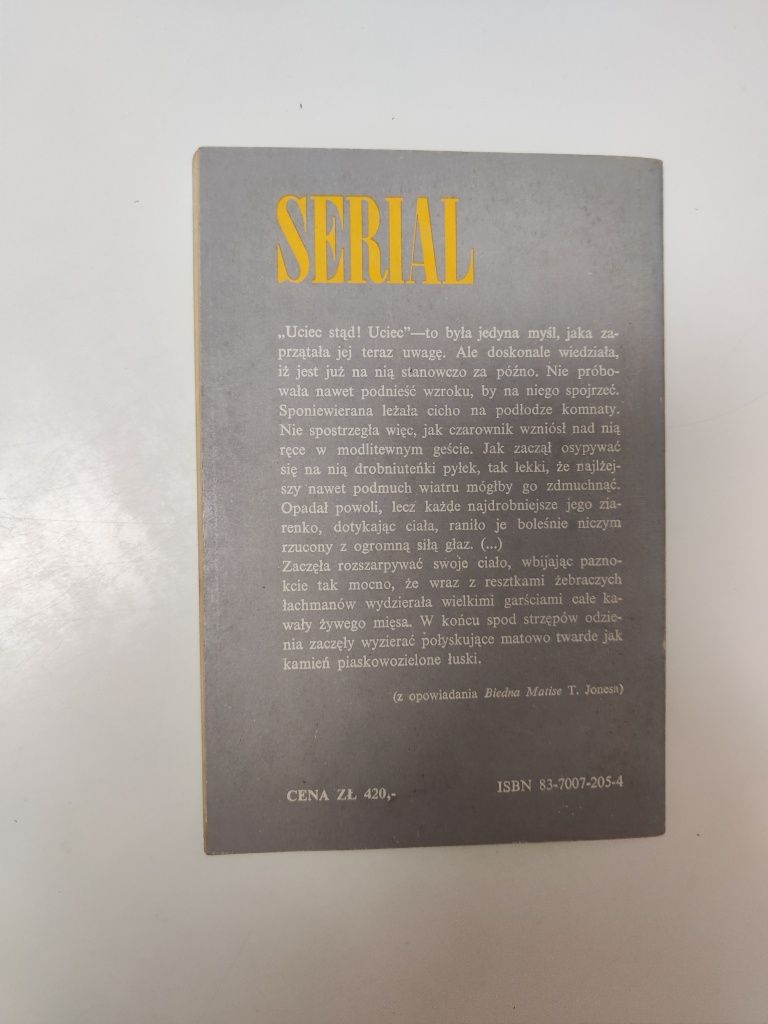 SERIAL
„Uciec stąd! Uciec”—to była jedyna myśl, jaka za-
przątała jej teraz uwagę. Ale doskonale wiedziała,
iż jest już na nią stanowczo za późno. Nie próbo-
wała nawet podnieść wzroku, by na niego spojrzeć.
Sponiewierana leżała cicho na podłodze komnaty.
Nie spostrzegła więc, jak czarownik wzniósł nad nią
ręce w modlitewnym geście. Jak zaczął osypywać
się na nią drobniuteńki pyłek, tak lekki, że najlżej-
szy nawet podmuch wiatru mógłby go zdmuchnąć.
Opadał powoli, lecz każde najdrobniejsze jego zia-
renko, dotykając ciała, raniło je boleśnie niczym
rzucony z ogromną siłą głaz. (...)
Zaczęła rozszarpywać swoje ciało, wbijając pazno-
kcie tak mocno, że wraz z resztkami żebraczych
łachmanów wydzierała wielkimi garściami całe ka-
wały żywego mięsa. W końcu spod strzępów odzie-
nia zaczęły wyzierać połyskujące matowo twarde jak
kamień piaskowozielone łuski.
(z opowiadania Biedna Matise T. Jonesa)
CENA ZŁ 420,-
ISBN 83-7007-205-4